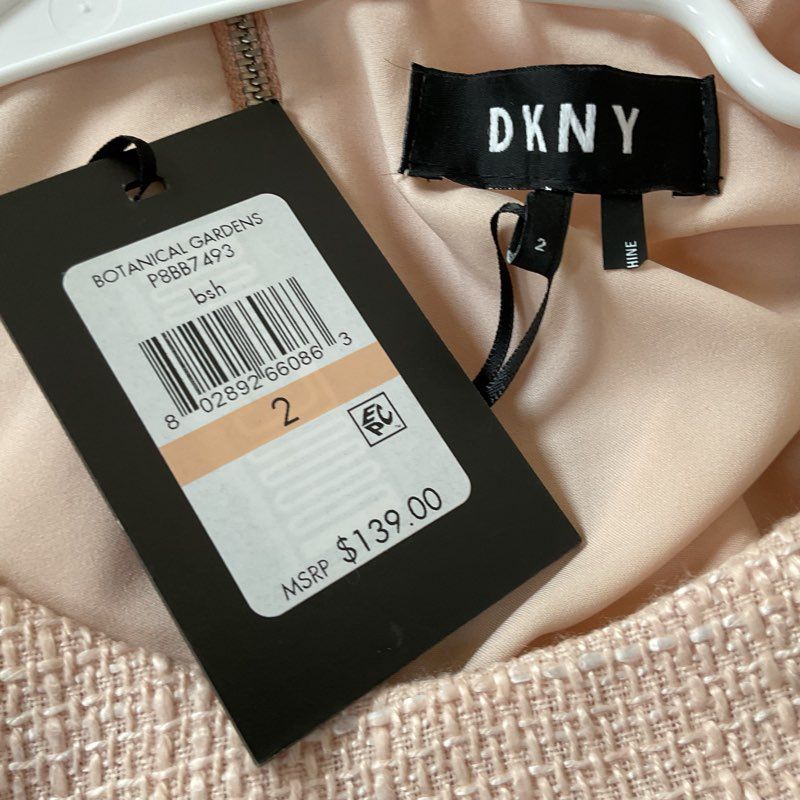 DKNY
2
HINE
BOTANICAL GARDENS
P8BB7493
bsh
8 02892 66086 3
2
EPC
MSRP $139.00